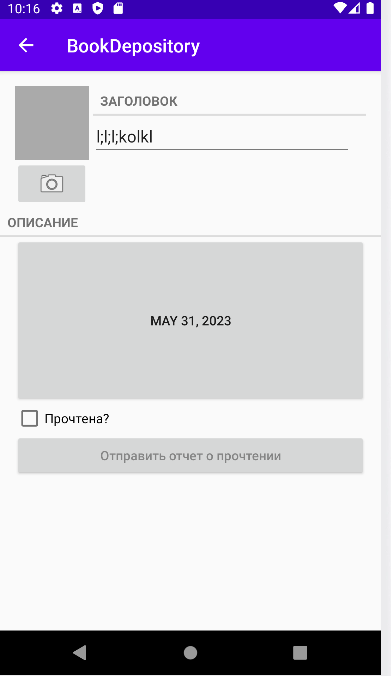 10:16
BookDepository
ЗАГОЛОВОК
l;l;l;kolkl
ОПИСАНИЕ
MAY 31, 2023
Прочтена?
Отправить отчет о прочтении